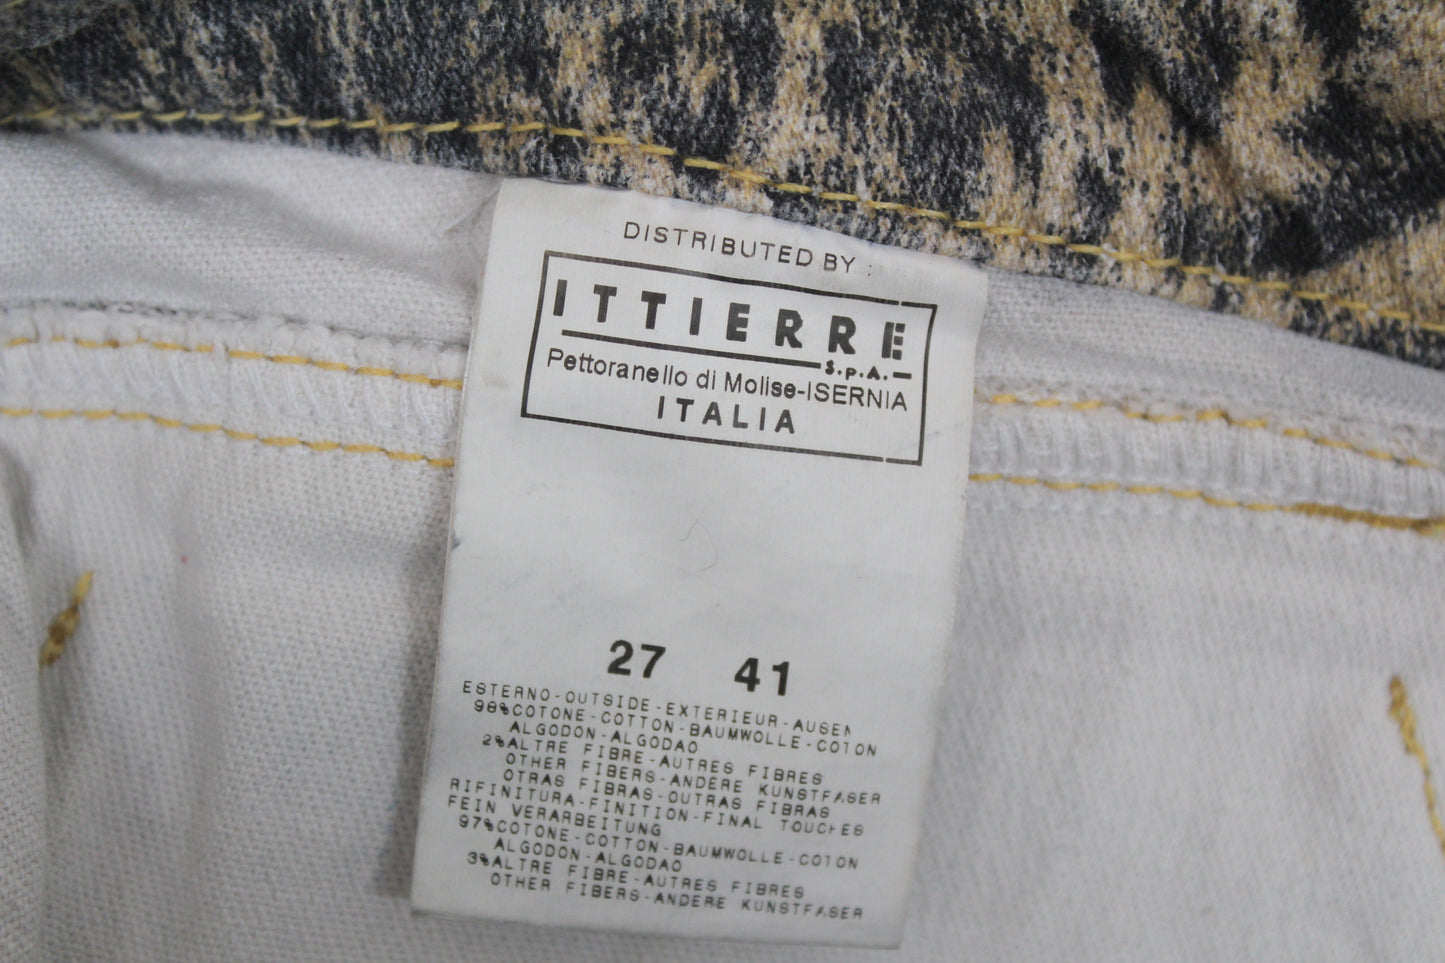 DISTRIBUTED BY :
ITTIERRE
S.p.A.
Pettoranello di Molise-ISERNIA
ITALIA
27 41
ESTERNO-OUTSIDE-EXTERIEUR-AUSEN
98%COTONE-COTTON-BAUMWOLLE-COTON
ALGODON-ALGODAO
2%ALTRE FIBRE-AUTRES FIBRES
OTHER FIBERS-ANDERE KUNSTFASER
OTRAS FIBRAS-OUTRAS FIBRAS
RIFINITURA-FINITION-FINAL TOUCHES
FEIN VERARBEITUNG
97%COTONE-COTTON-BAUMWOLLE-COTON
ALGODON-ALGODAO
3%ALTRE FIBRE-AUTRES FIBRES
OTHER FIBERS-ANDERE KUNSTFASER